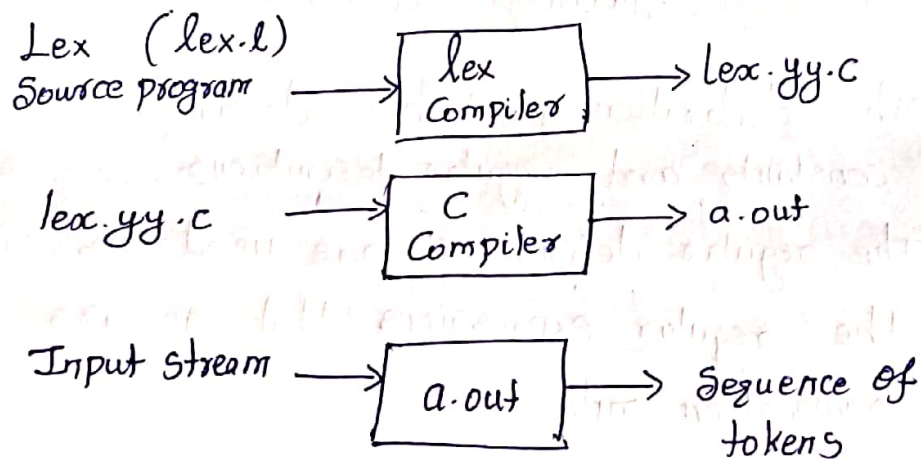 Lex (lex.l)
Source program
lex
Compiler
Lex.yy.c
lex.yy.c
C
Compiler
a.out
Input stream
a.out
Sequence of
tokens